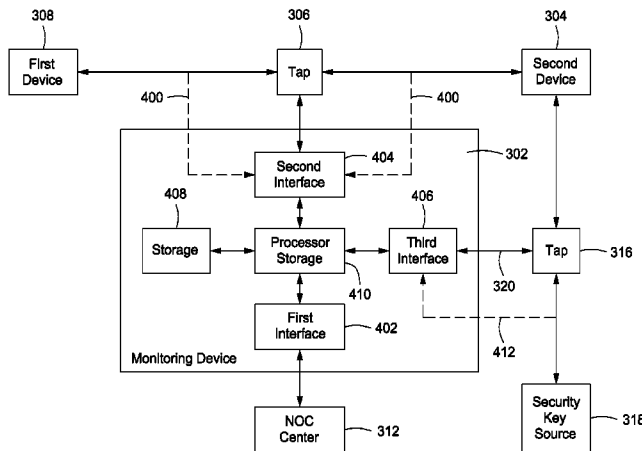 308
306
304
First
Device
Tap
Second
Device
400
400
302
Second
Interface
404
408
406
Storage
Processor
Storage
Third
Interface
Tap
316
410
320
First
Interface
402
412
Monitoring Device
NOC
Center
312
Security
Key
Source
318